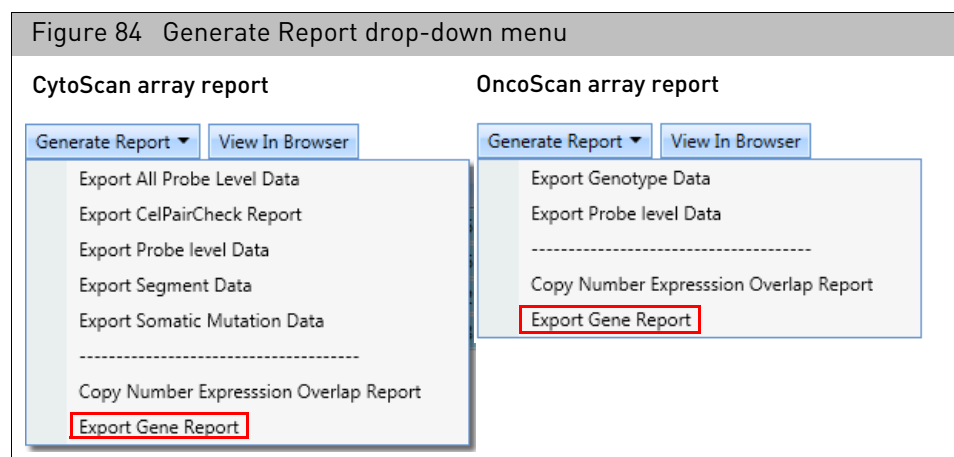 Figure 84 Generate Report drop-down menu
CytoScan array report
Generate Report View In Browser
Export All Probe Level Data
Export CelPairCheck Report
Export Probe level Data
Export Segment Data
Export Somatic Mutation Data
-------------------------------------
Copy Number Expresssion Overlap Report
Export Gene Report
OncoScan array report
Generate Report View In Browser
Export Genotype Data
Export Probe level Data
-------------------------------------
Copy Number Expresssion Overlap Report
Export Gene Report